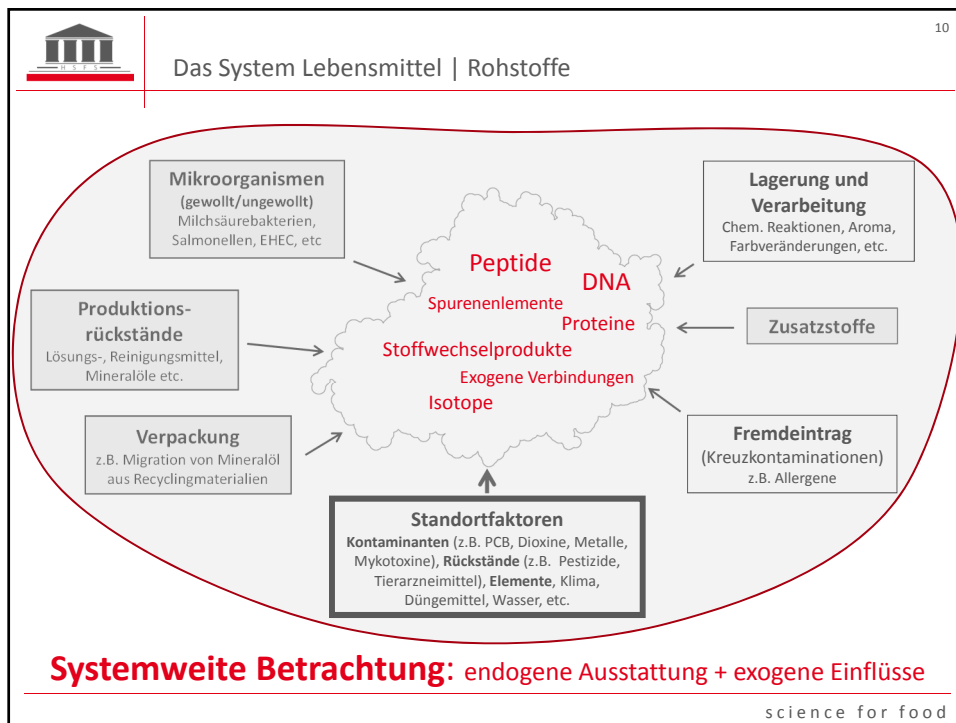 10
H S F S
Das System Lebensmittel | Rohstoffe
Mikroorganismen
(gewollt/ungewollt)
Milchsäurebakterien,
Salmonellen, EHEC, etc
Produktions-
rückstände
Lösungs-, Reinigungsmittel,
Mineralöle etc.
Verpackung
z.B. Migration von Mineralöl
aus Recyclingmaterialien
Peptide
DNA
Spurenenlemente
Proteine
Stoffwechselprodukte
Exogene Verbindungen
Isotope
Lagerung und
Verarbeitung
Chem. Reaktionen, Aroma,
Farbveränderungen, etc.
Zusatzstoffe
Fremdeintrag
(Kreuzkontaminationen)
z.B. Allergene
Standortfaktoren
Kontaminanten (z.B. PCB, Dioxine, Metalle,
Mykotoxine), Rückstände (z.B. Pestizide,
Tierarzneimittel), Elemente, Klima,
Düngemittel, Wasser, etc.
Systemweite Betrachtung: endogene Ausstattung + exogene Einflüsse
science for food